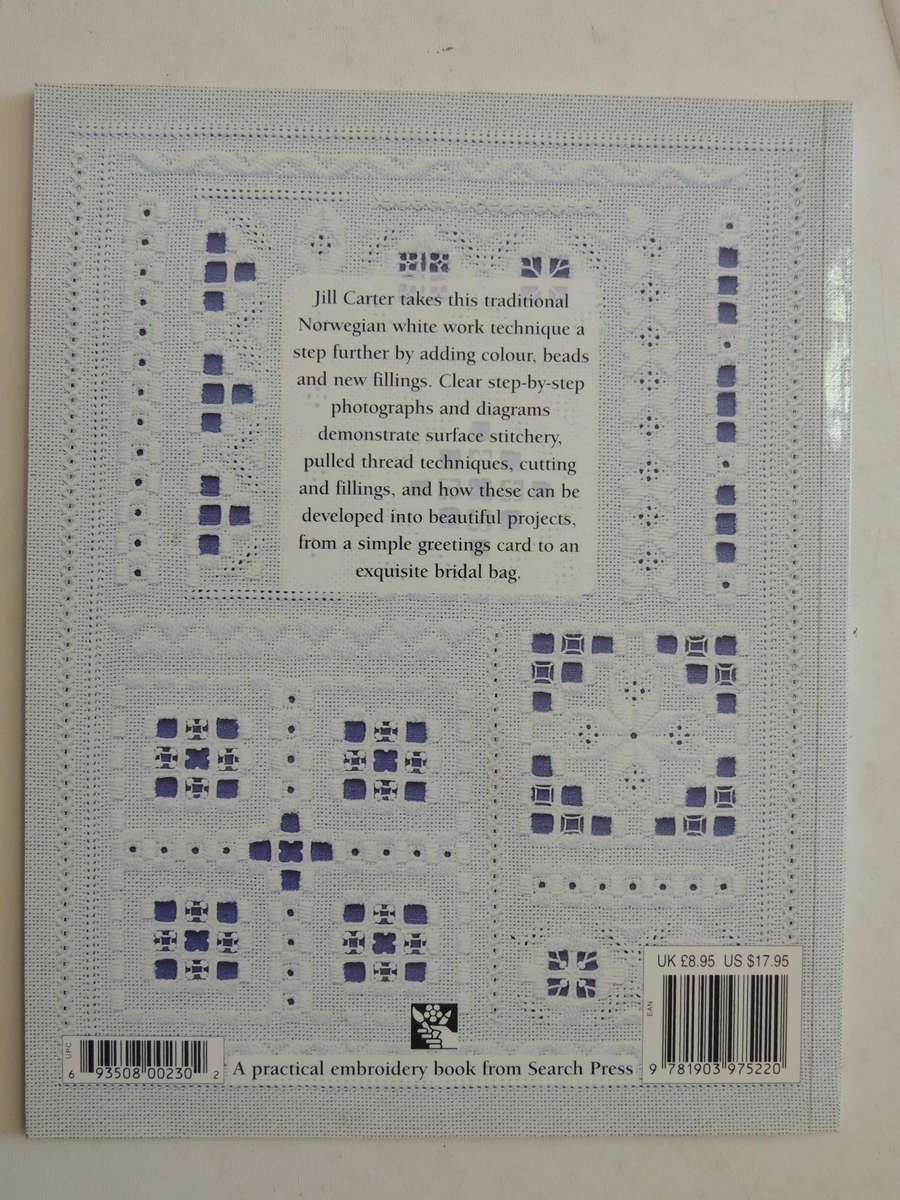 Jill Carter takes this traditional
Norwegian white work technique a
step further by adding colour, beads
and new fillings. Clear step-by-step
photographs and diagrams
demonstrate surface stitchery,
pulled thread techniques, cutting
and fillings, and how these can be
developed into beautiful projects,
from a simple greetings card to an
exquisite bridal bag.
UK £8.95 US $17.95
EAN
9 781903 975220
UPC
6 93508 00230 2
A practical embroidery book from Search Press